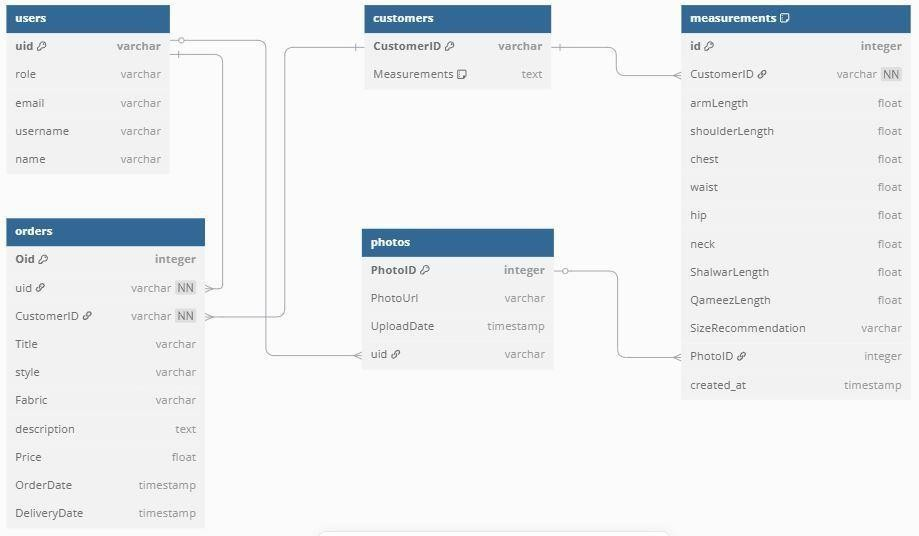 users
uid varchar
role varchar
email varchar
username varchar
name varchar
customers
CustomerID varchar
Measurements text
measurements
id integer
CustomerID varchar NN
armLength float
shoulderLength float
chest float
waist float
hip float
neck float
ShalwarLength float
QameezLength float
SizeRecommendation varchar
PhotoID integer
created_at timestamp
orders
Oid integer
uid varchar NN
CustomerID varchar NN
Title varchar
style varchar
Fabric varchar
description text
Price float
OrderDate timestamp
DeliveryDate timestamp
photos
PhotoID integer
PhotoUrl varchar
UploadDate timestamp
uid varchar